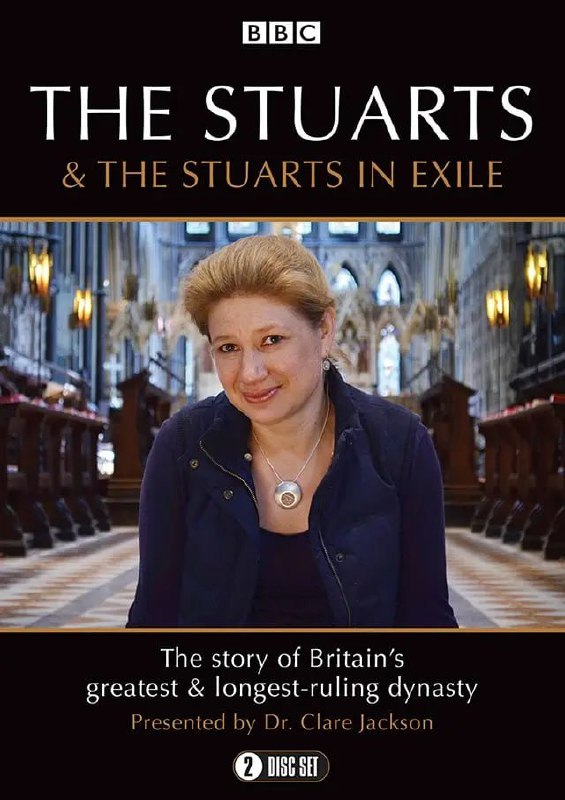 BBC
THE STUARTS
& THE STUARTS IN EXILE
The story of Britain's
greatest & longest-ruling dynasty
Presented by Dr. Clare Jackson
2 DISC SET